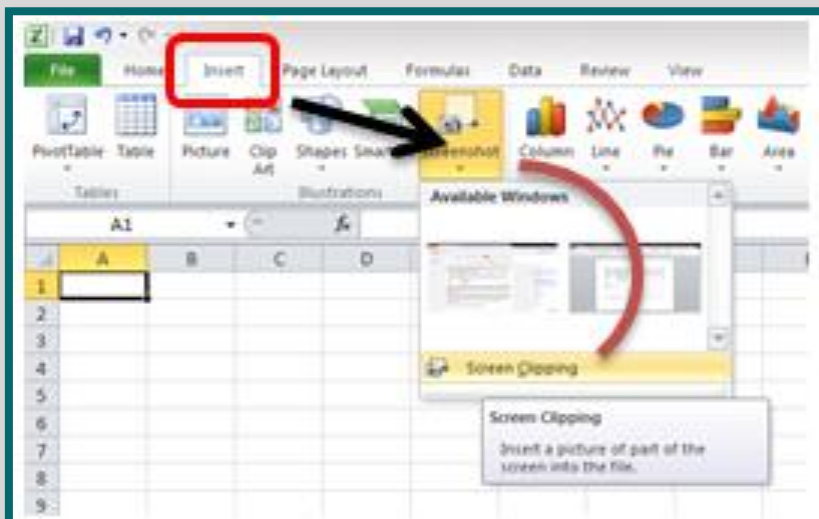 File Home Insert Page Layout Formulas Data Review View
PivotTable Table Picture Clip Art Shapes Screenshot Column Line Pie Bar Area
Tables Illustrations
Available Windows
A1 fx
A B C D
1
2
3
4
Screen Clipping
5
6
Screen Clipping
7
Insert a picture of part of the
screen into the file.
8
9